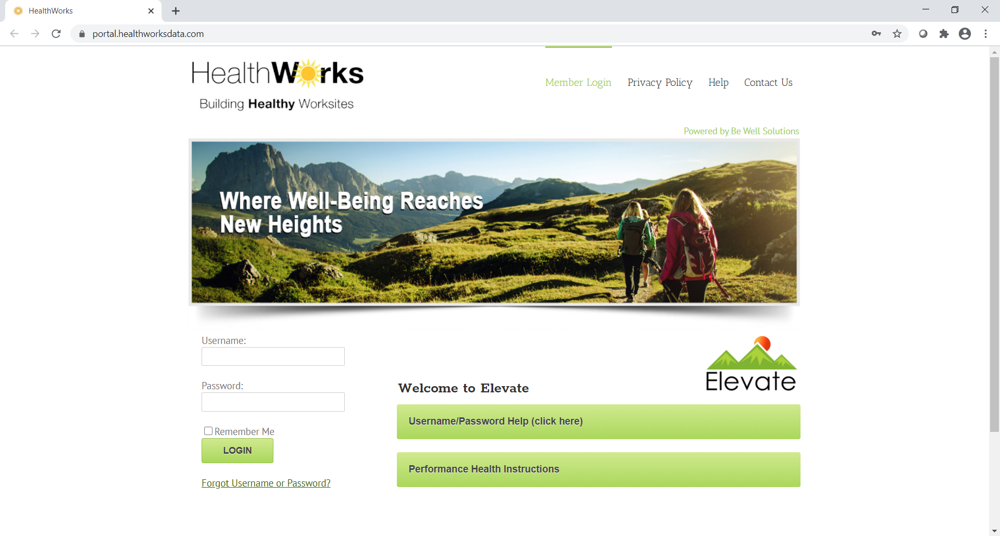 HealthWorks
portal.healthworksdata.com
HealthWorks
Building Healthy Worksites
Member Login Privacy Policy Help Contact Us
Powered by Be Well Solutions
Where Well-Being Reaches
New Heights
Username:
Password:
Remember Me
LOGIN
Forgot Username or Password?
Elevate
Welcome to Elevate
Username/Password Help (click here)
Performance Health Instructions